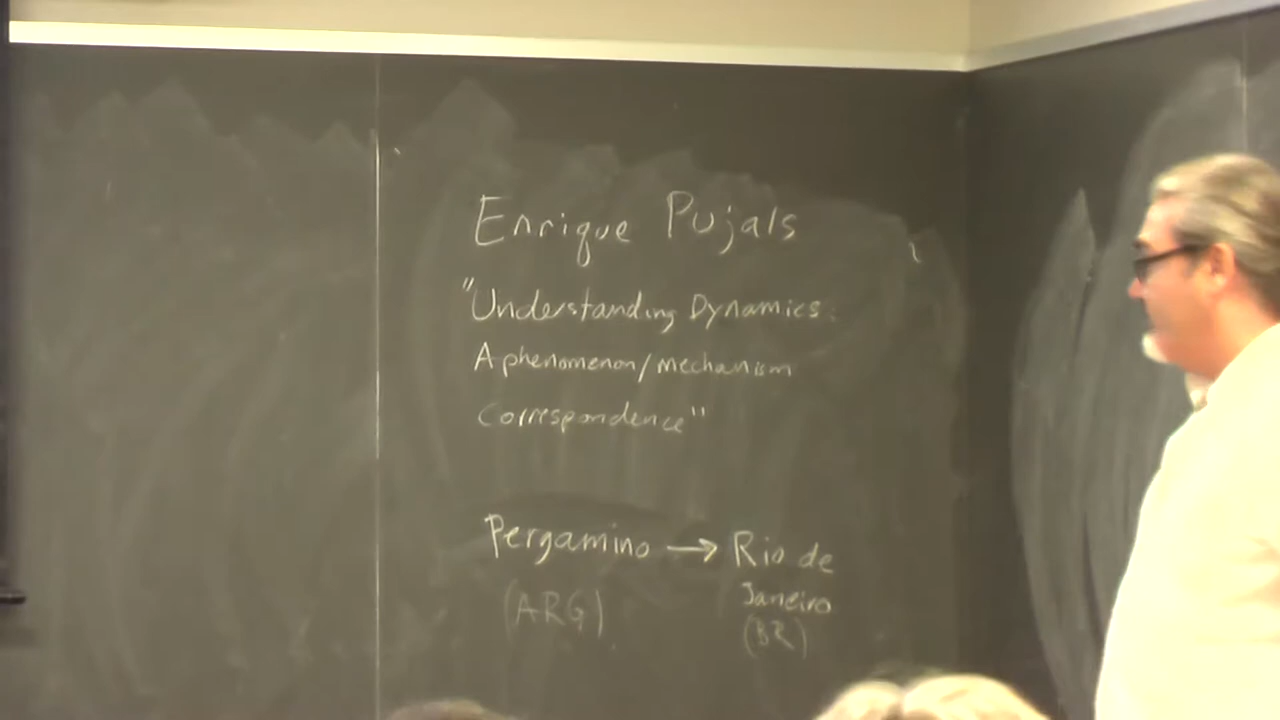 Enrique Pujals
"Understanding Dynamics:
A phenomenon/mechanism
correspondence"
Pergamino → Rio de
Janeiro
(ARG)
(BR)